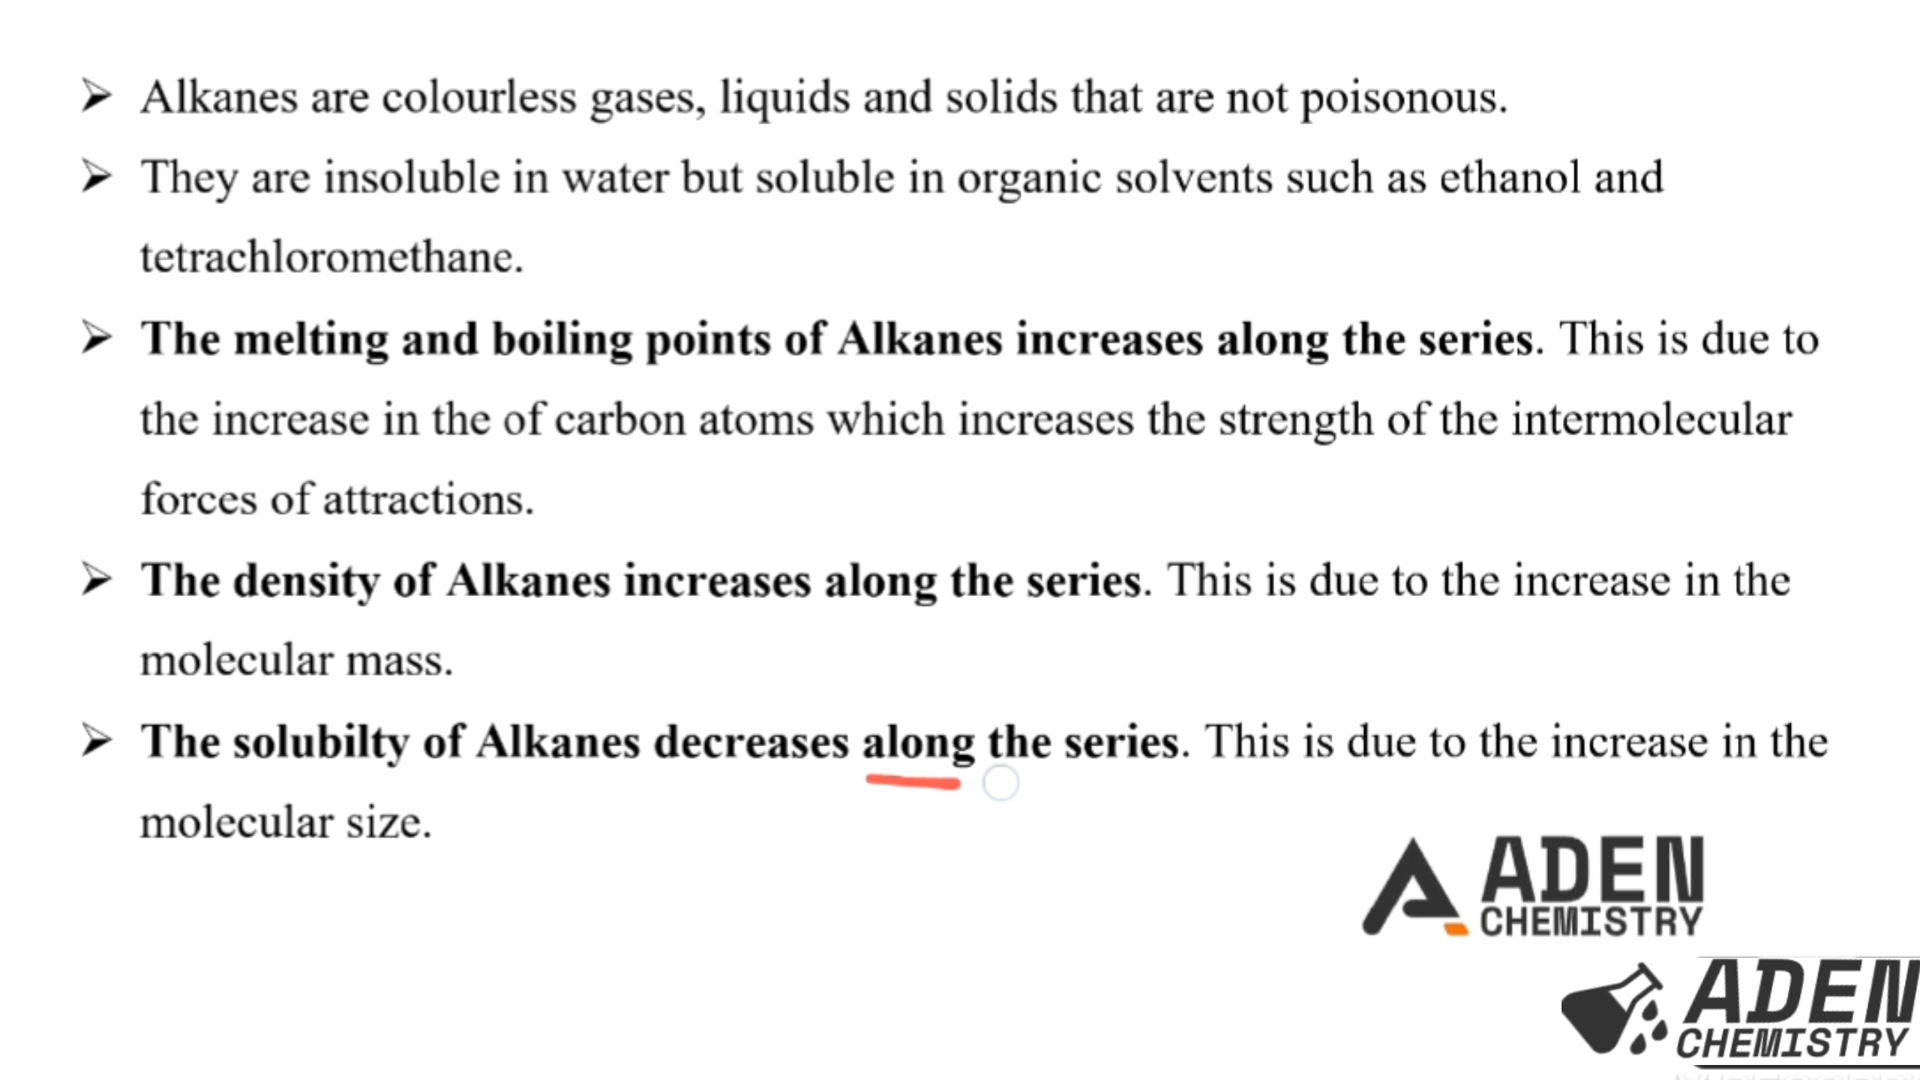 ➢ Alkanes are colourless gases, liquids and solids that are not poisonous.
➢ They are insoluble in water but soluble in organic solvents such as ethanol and
tetrachloromethane.
➢ The melting and boiling points of Alkanes increases along the series. This is due to
the increase in the of carbon atoms which increases the strength of the intermolecular
forces of attractions.
➢ The density of Alkanes increases along the series. This is due to the increase in the
molecular mass.
➢ The solubilty of Alkanes decreases along the series. This is due to the increase in the
molecular size.
ADEN
CHEMISTRY
ADEN
CHEMISTRY